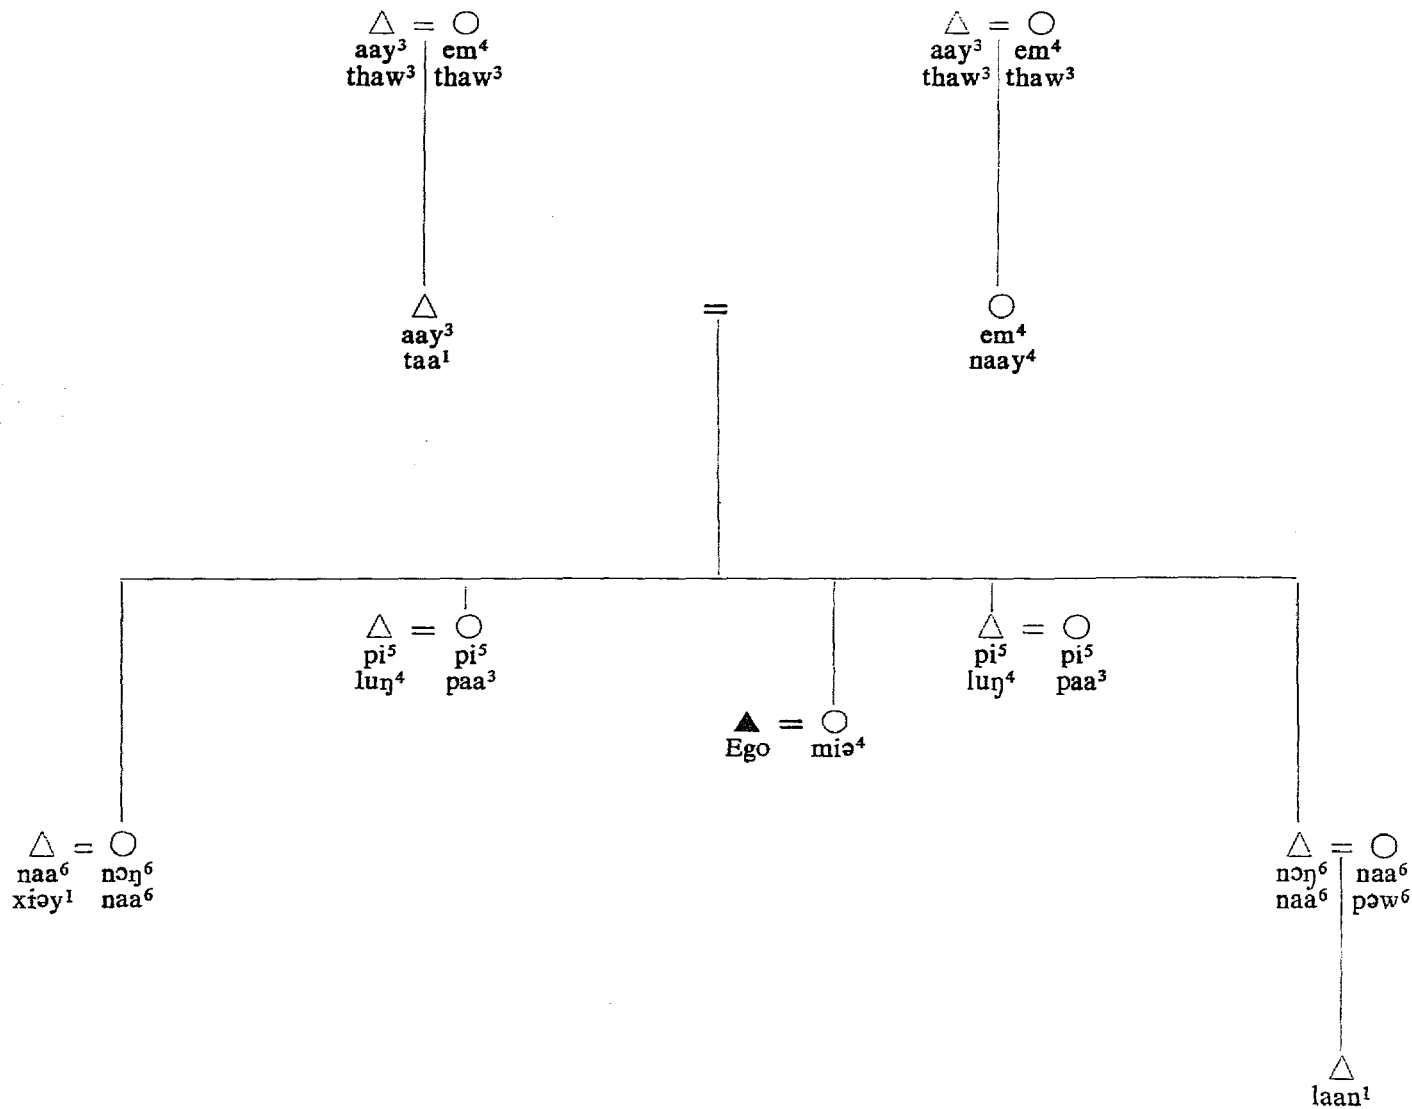 aay³ em⁴ aay³ em⁴
thaw³ thaw³ thaw³ thaw³
aay³ em⁴
taa¹ naay⁴
pi⁵ pi⁵ pi⁵ pi⁵
luŋ⁴ paa³ luŋ⁴ paa³
Ego miə⁴
naa⁶ nɔŋ⁶ nɔŋ⁶ naa⁶
xɨəy¹ naa⁶ naa⁶ pəw⁶
laan¹